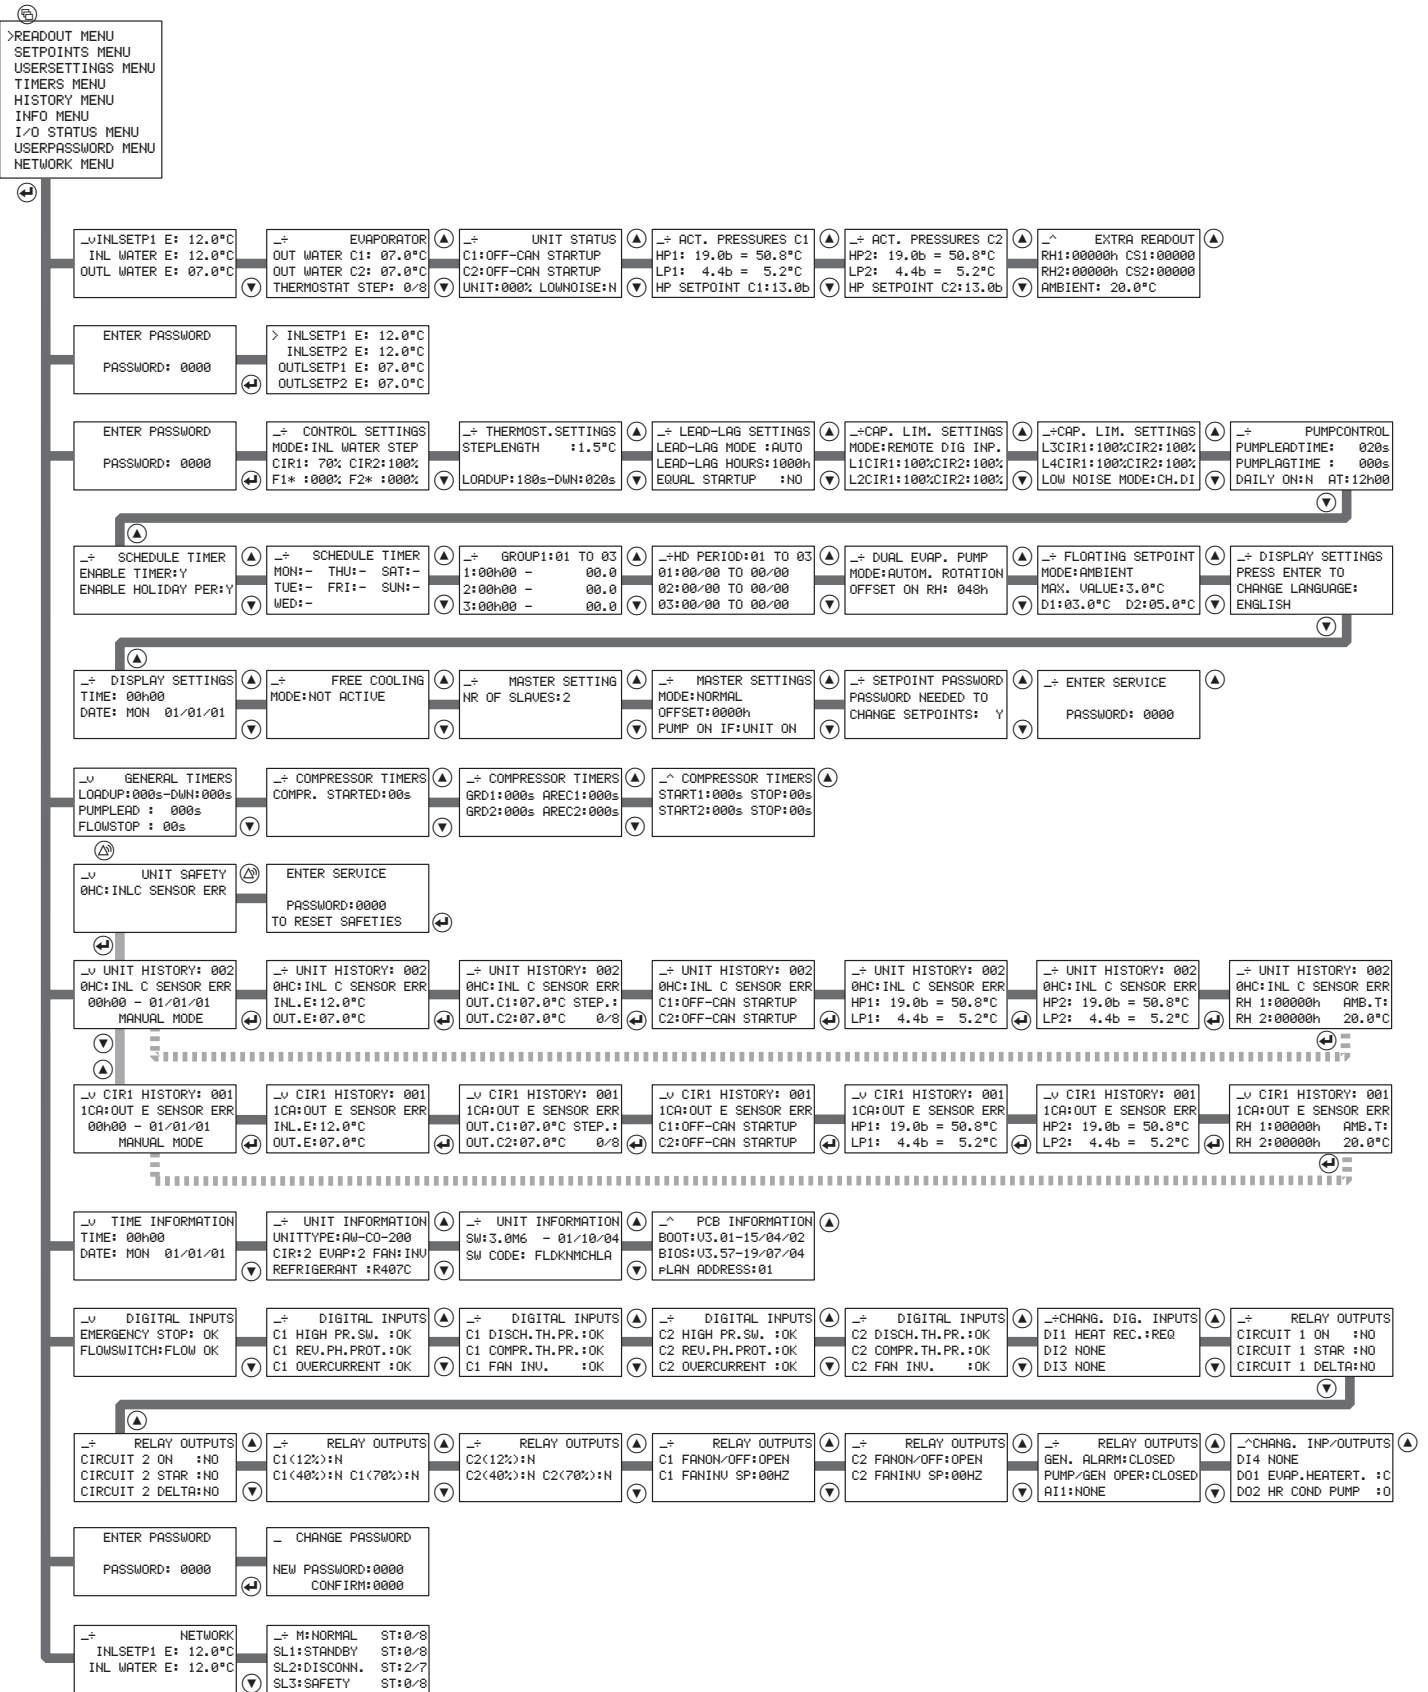 >READOUT MENU
SETPOINTS MENU
USERSETTINGS MENU
TIMERS MENU
HISTORY MENU
INFO MENU
I/O STATUS MENU
USERPASSWORD MENU
NETWORK MENU
_vINLSETP1 E: 12.0°C
INL WATER E: 12.0°C
OUTL WATER E: 07.0°C
_÷ EVAPORATOR
OUT WATER C1: 07.0°C
OUT WATER C2: 07.0°C
THERMOSTAT STEP: 0/8
_÷ UNIT STATUS
C1:OFF-CAN STARTUP
C2:OFF-CAN STARTUP
UNIT:000% LOWNOISE:N
_÷ ACT. PRESSURES C1
HP1: 19.0b = 50.8°C
LP1: 4.4b = 5.2°C
HP SETPOINT C1:13.0b
_÷ ACT. PRESSURES C2
HP2: 19.0b = 50.8°C
LP2: 4.4b = 5.2°C
HP SETPOINT C2:13.0b
_^ EXTRA READOUT
RH1:00000h CS1:00000
RH2:00000h CS2:00000
AMBIENT: 20.0°C
ENTER PASSWORD
PASSWORD: 0000
> INLSETP1 E: 12.0°C
INLSETP2 E: 12.0°C
OUTLSETP1 E: 07.0°C
OUTLSETP2 E: 07.0°C
ENTER PASSWORD
PASSWORD: 0000
_÷ CONTROL SETTINGS
MODE:INL WATER STEP
CIR1: 70% CIR2:100%
F1* :000% F2* :000%
_÷ THERMOST.SETTINGS
STEPLENGTH :1.5°C
LOADUP:180s-DWN:020s
_÷ LEAD-LAG SETTINGS
LEAD-LAG MODE :AUTO
LEAD-LAG HOURS:1000h
EQUAL STARTUP :NO
_÷CAP. LIM. SETTINGS
MODE:REMOTE DIG INP.
L1CIR1:100%CIR2:100%
L2CIR1:100%CIR2:100%
_÷CAP. LIM. SETTINGS
L3CIR1:100%CIR2:100%
L4CIR1:100%CIR2:100%
LOW NOISE MODE:CH.DI
_÷ PUMPCONTROL
PUMPLEADTIME: 020s
PUMPLAGTIME : 000s
DAILY ON:N AT:12h00
_÷ SCHEDULE TIMER
ENABLE TIMER:Y
ENABLE HOLIDAY PER:Y
_÷ SCHEDULE TIMER
MON:- THU:- SAT:-
TUE:- FRI:- SUN:-
WED:-
_÷ GROUP1:01 TO 03
1:00h00 - 00.0
2:00h00 - 00.0
3:00h00 - 00.0
_÷HD PERIOD:01 TO 03
01:00/00 TO 00/00
02:00/00 TO 00/00
03:00/00 TO 00/00
_÷ DUAL EVAP. PUMP
MODE:AUTOM. ROTATION
OFFSET ON RH: 048h
_÷ FLOATING SETPOINT
MODE:AMBIENT
MAX. VALUE:3.0°C
D1:03.0°C D2:05.0°C
_÷ DISPLAY SETTINGS
PRESS ENTER TO
CHANGE LANGUAGE:
ENGLISH
_÷ DISPLAY SETTINGS
TIME: 00h00
DATE: MON 01/01/01
_÷ FREE COOLING
MODE:NOT ACTIVE
_÷ MASTER SETTING
NR OF SLAVES:2
_÷ MASTER SETTINGS
MODE:NORMAL
OFFSET:0000h
PUMP ON IF:UNIT ON
_÷ SETPOINT PASSWORD
PASSWORD NEEDED TO
CHANGE SETPOINTS: Y
_÷ ENTER SERVICE
PASSWORD: 0000
_v GENERAL TIMERS
LOADUP:000s-DWN:000s
PUMPLEAD : 000s
FLOWSTOP : 00s
_÷ COMPRESSOR TIMERS
COMPR. STARTED:00s
_÷ COMPRESSOR TIMERS
GRD1:000s AREC1:000s
GRD2:000s AREC2:000s
_^ COMPRESSOR TIMERS
START1:000s STOP:00s
START2:000s STOP:00s
_v UNIT SAFETY
0HC:INLC SENSOR ERR
ENTER SERVICE
PASSWORD:0000
TO RESET SAFETIES
_v UNIT HISTORY: 002
0HC:INL C SENSOR ERR
00h00 - 01/01/01
MANUAL MODE
_÷ UNIT HISTORY: 002
0HC:INL C SENSOR ERR
INL.E:12.0°C
OUT.E:07.0°C
_÷ UNIT HISTORY: 002
0HC:INL C SENSOR ERR
OUT.C1:07.0°C STEP.:
OUT.C2:07.0°C 0/8
_÷ UNIT HISTORY: 002
0HC:INL C SENSOR ERR
C1:OFF-CAN STARTUP
C2:OFF-CAN STARTUP
_÷ UNIT HISTORY: 002
0HC:INL C SENSOR ERR
HP1: 19.0b = 50.8°C
LP1: 4.4b = 5.2°C
_÷ UNIT HISTORY: 002
0HC:INL C SENSOR ERR
HP2: 19.0b = 50.8°C
LP2: 4.4b = 5.2°C
_÷ UNIT HISTORY: 002
0HC:INL C SENSOR ERR
RH 1:00000h AMB.T:
RH 2:00000h 20.0°C
_v CIR1 HISTORY: 001
1CA:OUT E SENSOR ERR
00h00 - 01/01/01
MANUAL MODE
_v CIR1 HISTORY: 001
1CA:OUT E SENSOR ERR
INL.E:12.0°C
OUT.E:07.0°C
_v CIR1 HISTORY: 001
1CA:OUT E SENSOR ERR
OUT.C1:07.0°C STEP.:
OUT.C2:07.0°C 0/8
_v CIR1 HISTORY: 001
1CA:OUT E SENSOR ERR
C1:OFF-CAN STARTUP
C2:OFF-CAN STARTUP
_v CIR1 HISTORY: 001
1CA:OUT E SENSOR ERR
HP1: 19.0b = 50.8°C
LP1: 4.4b = 5.2°C
_v CIR1 HISTORY: 001
1CA:OUT E SENSOR ERR
HP2: 19.0b = 50.8°C
LP2: 4.4b = 5.2°C
_v CIR1 HISTORY: 001
1CA:OUT E SENSOR ERR
RH 1:00000h AMB.T:
RH 2:00000h 20.0°C
_v TIME INFORMATION
TIME: 00h00
DATE: MON 01/01/01
_÷ UNIT INFORMATION
UNITTYPE:AW-CO-200
CIR:2 EVAP:2 FAN:INV
REFRIGERANT :R407C
_÷ UNIT INFORMATION
SW:3.0M6 - 01/10/04
SW CODE: FLDKNMCHLA
_^ PCB INFORMATION
BOOT:V3.01-15/04/02
BIOS:V3.57-19/07/04
pLAN ADDRESS:01
_v DIGITAL INPUTS
EMERGENCY STOP: OK
FLOWSWITCH:FLOW OK
_÷ DIGITAL INPUTS
C1 HIGH PR.SW. :OK
C1 REV.PH.PROT.:OK
C1 OVERCURRENT :OK
_÷ DIGITAL INPUTS
C1 DISCH.TH.PR.:OK
C1 COMPR.TH.PR.:OK
C1 FAN INV. :OK
_÷ DIGITAL INPUTS
C2 HIGH PR.SW. :OK
C2 REV.PH.PROT.:OK
C2 OVERCURRENT :OK
_÷ DIGITAL INPUTS
C2 DISCH.TH.PR.:OK
C2 COMPR.TH.PR.:OK
C2 FAN INV. :OK
_÷CHANG. DIG. INPUTS
DI1 HEAT REC.:REQ
DI2 NONE
DI3 NONE
_÷ RELAY OUTPUTS
CIRCUIT 1 ON :NO
CIRCUIT 1 STAR :NO
CIRCUIT 1 DELTA:NO
_÷ RELAY OUTPUTS
CIRCUIT 2 ON :NO
CIRCUIT 2 STAR :NO
CIRCUIT 2 DELTA:NO
_÷ RELAY OUTPUTS
C1(12%):N
C1(40%):N C1(70%):N
_÷ RELAY OUTPUTS
C2(12%):N
C2(40%):N C2(70%):N
_÷ RELAY OUTPUTS
C1 FANON/OFF:OPEN
C1 FANINV SP:00HZ
_÷ RELAY OUTPUTS
C2 FANON/OFF:OPEN
C2 FANINV SP:00HZ
_÷ RELAY OUTPUTS
GEN. ALARM:CLOSED
PUMP/GEN OPER:CLOSED
AI1:NONE
_^CHANG. INP/OUTPUTS
DI4 NONE
DO1 EVAP.HEATERT. :C
DO2 HR COND PUMP :O
ENTER PASSWORD
PASSWORD: 0000
_ CHANGE PASSWORD
NEW PASSWORD:0000
CONFIRM:0000
_÷ NETWORK
INLSETP1 E: 12.0°C
INL WATER E: 12.0°C
_÷ M:NORMAL ST:0/8
SL1:STANDBY ST:0/8
SL2:DISCONN. ST:2/7
SL3:SAFETY ST:0/8